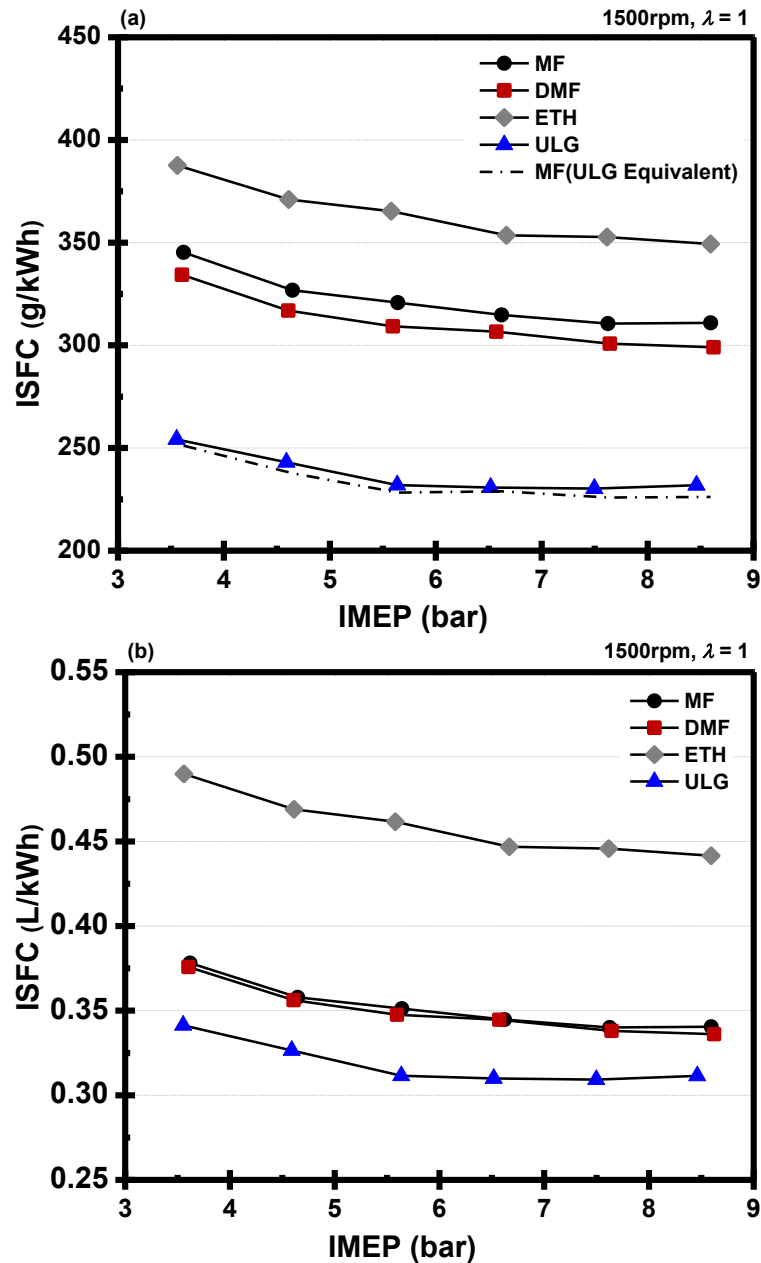 (a)
1500rpm, λ = 1
450
400
350
300
250
200
ISFC (g/kWh)
MF
DMF
ETH
ULG
MF(ULG Equivalent)
3 4 5 6 7 8 9
IMEP (bar)
(b)
1500rpm, λ = 1
0.55
0.50
0.45
0.40
0.35
0.30
0.25
ISFC (L/kWh)
MF
DMF
ETH
ULG
3 4 5 6 7 8 9
IMEP (bar)